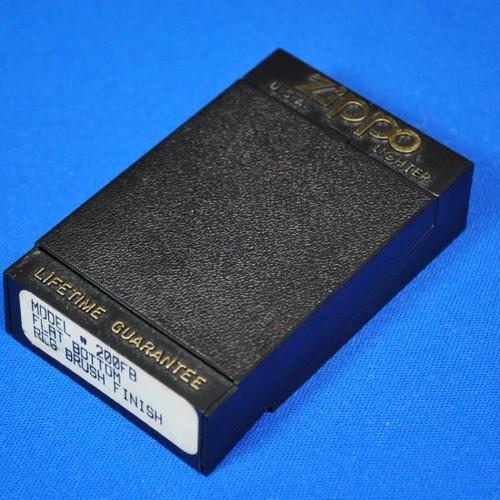 Zippo
U.S.A. LIGHTER
LIFETIME GUARANTEE
MODEL # 200FB
FLAT BOTTOM
REG BRUSH FINISH